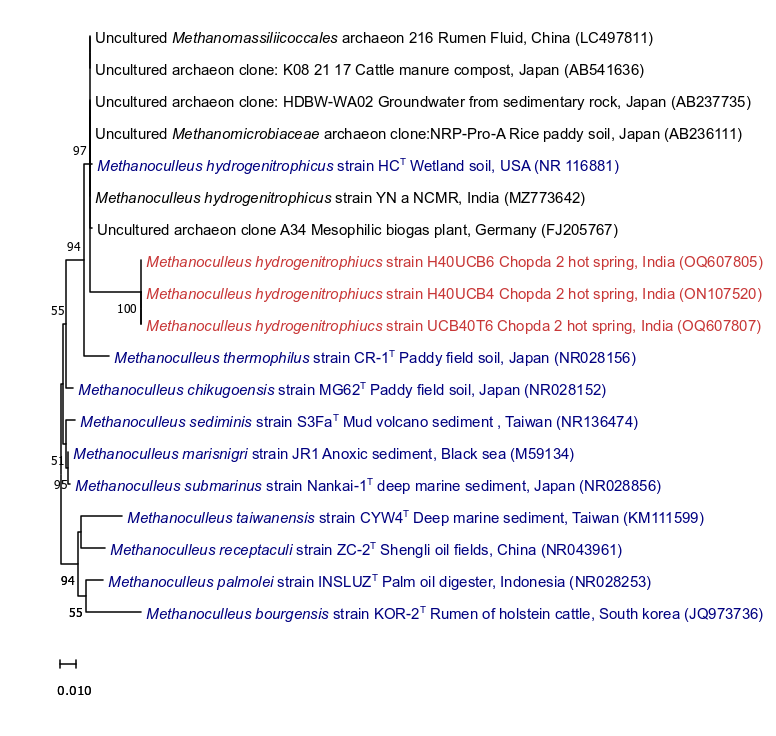 Uncultured Methanomassiliicoccales archaeon 216 Rumen Fluid, China (LC497811)
Uncultured archaeon clone: K08 21 17 Cattle manure compost, Japan (AB541636)
Uncultured archaeon clone: HDBW-WA02 Groundwater from sedimentary rock, Japan (AB237735)
Uncultured Methanomicrobiaceae archaeon clone:NRP-Pro-A Rice paddy soil, Japan (AB236111)
97
Methanoculleus hydrogenitrophicus strain HCT Wetland soil, USA (NR 116881)
Methanoculleus hydrogenitrophicus strain YN a NCMR, India (MZ773642)
Uncultured archaeon clone A34 Mesophilic biogas plant, Germany (FJ205767)
94
Methanoculleus hydrogenitrophiucs strain H40UCB6 Chopda 2 hot spring, India (OQ607805)
Methanoculleus hydrogenitrophiucs strain H40UCB4 Chopda 2 hot spring, India (ON107520)
55
100
Methanoculleus hydrogenitrophiucs strain UCB40T6 Chopda 2 hot spring, India (OQ607807)
Methanoculleus thermophilus strain CR-1T Paddy field soil, Japan (NR028156)
Methanoculleus chikugoensis strain MG62T Paddy field soil, Japan (NR028152)
Methanoculleus sediminis strain S3FaT Mud volcano sediment , Taiwan (NR136474)
Methanoculleus marisnigri strain JR1 Anoxic sediment, Black sea (M59134)
51
95
Methanoculleus submarinus strain Nankai-1T deep marine sediment, Japan (NR028856)
Methanoculleus taiwanensis strain CYW4T Deep marine sediment, Taiwan (KM111599)
Methanoculleus receptaculi strain ZC-2T Shengli oil fields, China (NR043961)
94
Methanoculleus palmolei strain INSLUZT Palm oil digester, Indonesia (NR028253)
55
Methanoculleus bourgensis strain KOR-2T Rumen of holstein cattle, South korea (JQ973736)
0.010